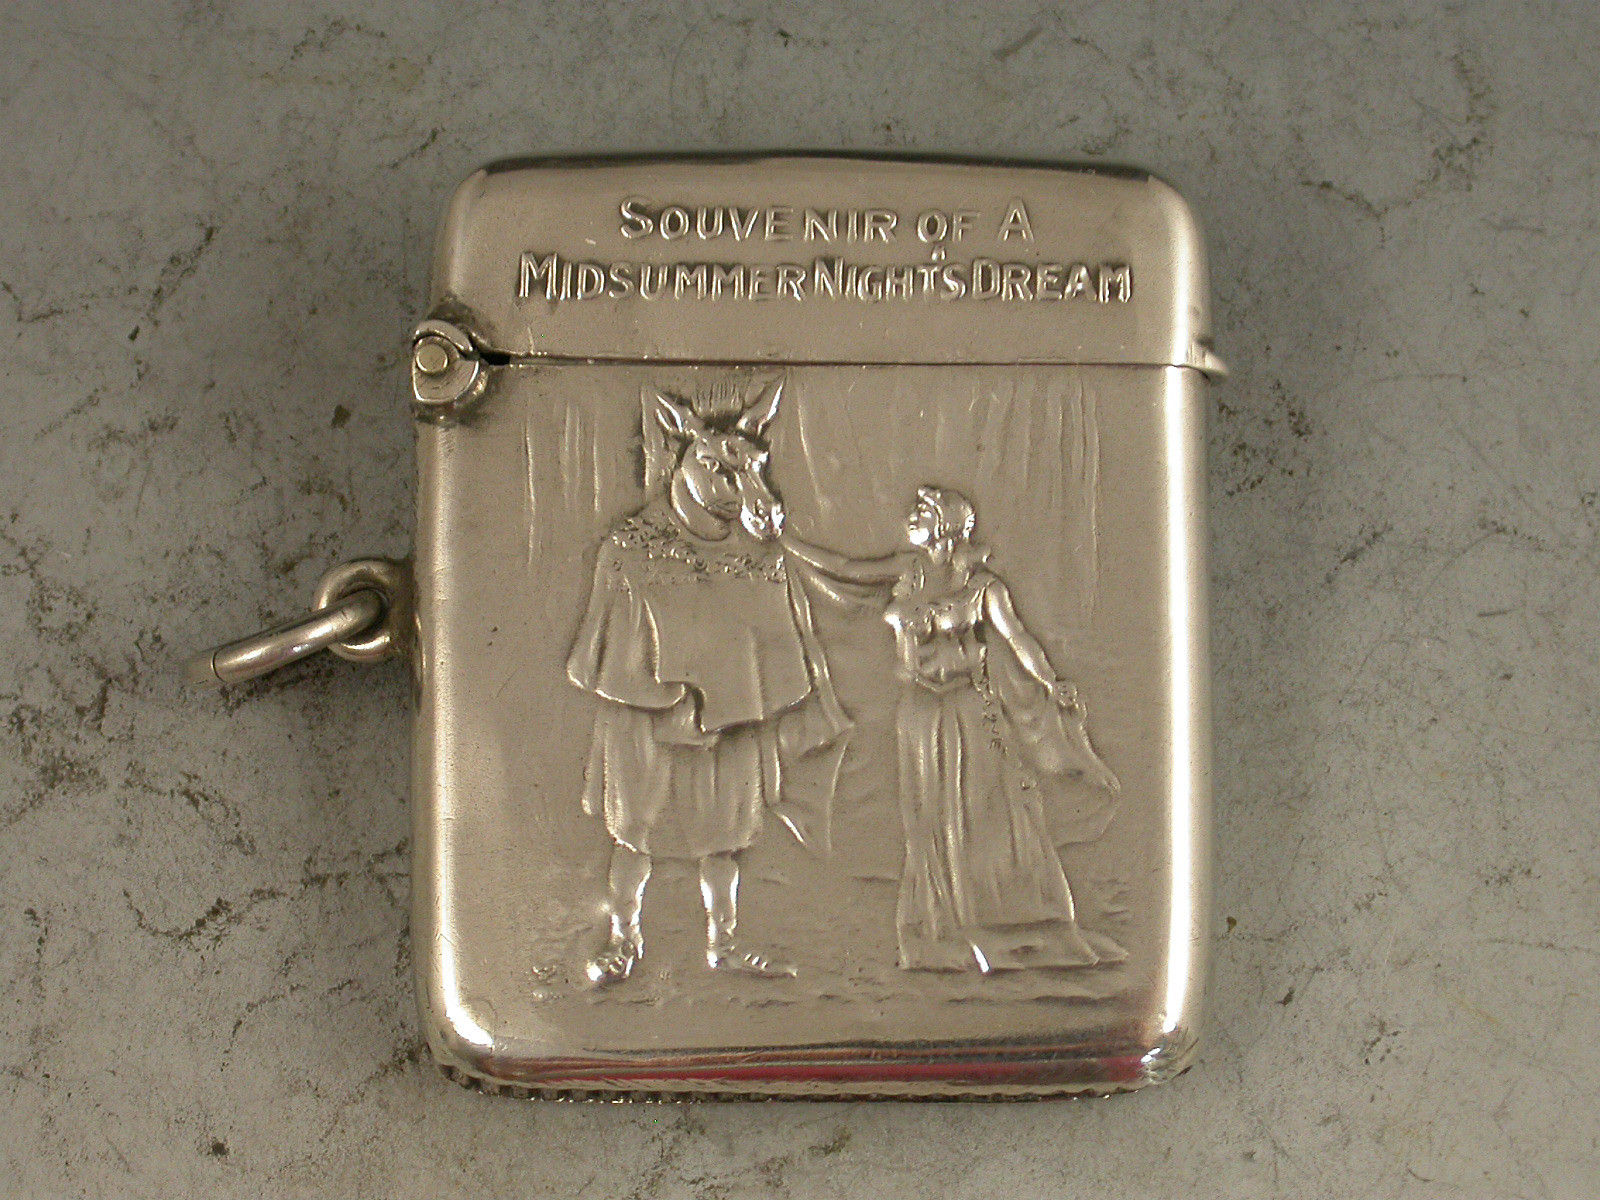 SOUVENIR OF A
MIDSUMMER NIGHT'S DREAM